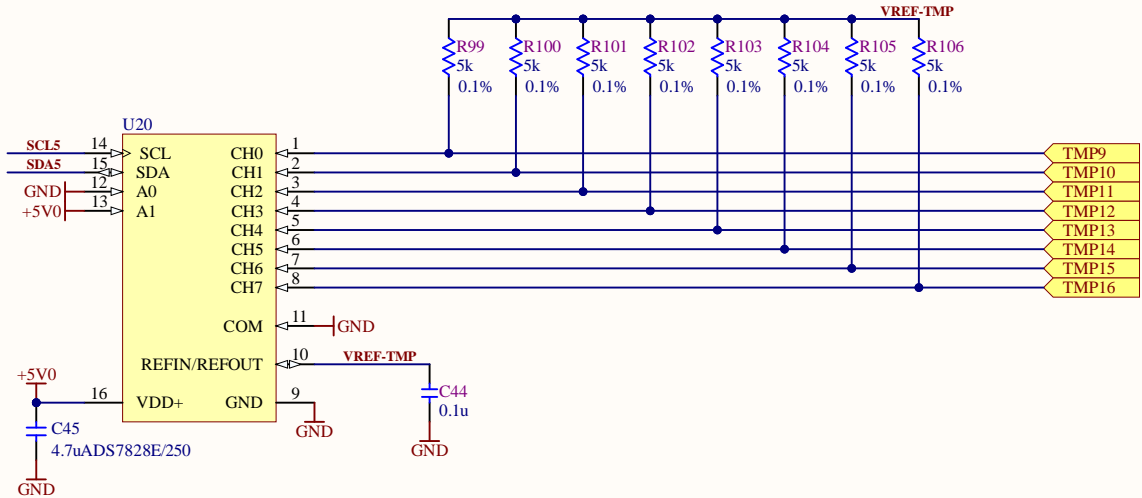 VREF-TMP
R99 R100 R101 R102 R103 R104 R105 R106
5k 5k 5k 5k 5k 5k 5k 5k
0.1% 0.1% 0.1% 0.1% 0.1% 0.1% 0.1% 0.1%
U20
SCL5 14 SCL CH0 1 TMP9
SDA5 15 SDA CH1 2 TMP10
GND 12 A0 CH2 3 TMP11
+5V0 13 A1 CH3 4 TMP12
CH4 5 TMP13
CH5 6 TMP14
CH6 7 TMP15
CH7 8 TMP16
COM 11 GND
REFIN/REFOUT 10 VREF-TMP
+5V0
C44
16 VDD+ GND 9
0.1u
GND
C45
4.7uADS7828E/250
GND
GND